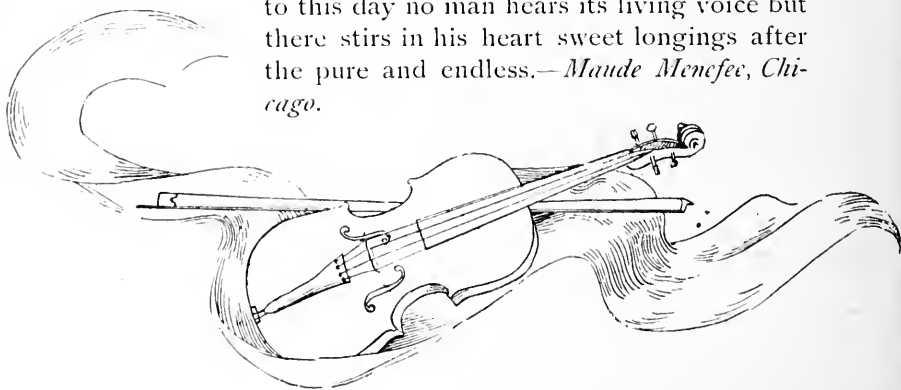 to this day no man hears its living voice but
there stirs in his heart sweet longings after
the pure and endless.—Maude Menefee, Chi-
cago.